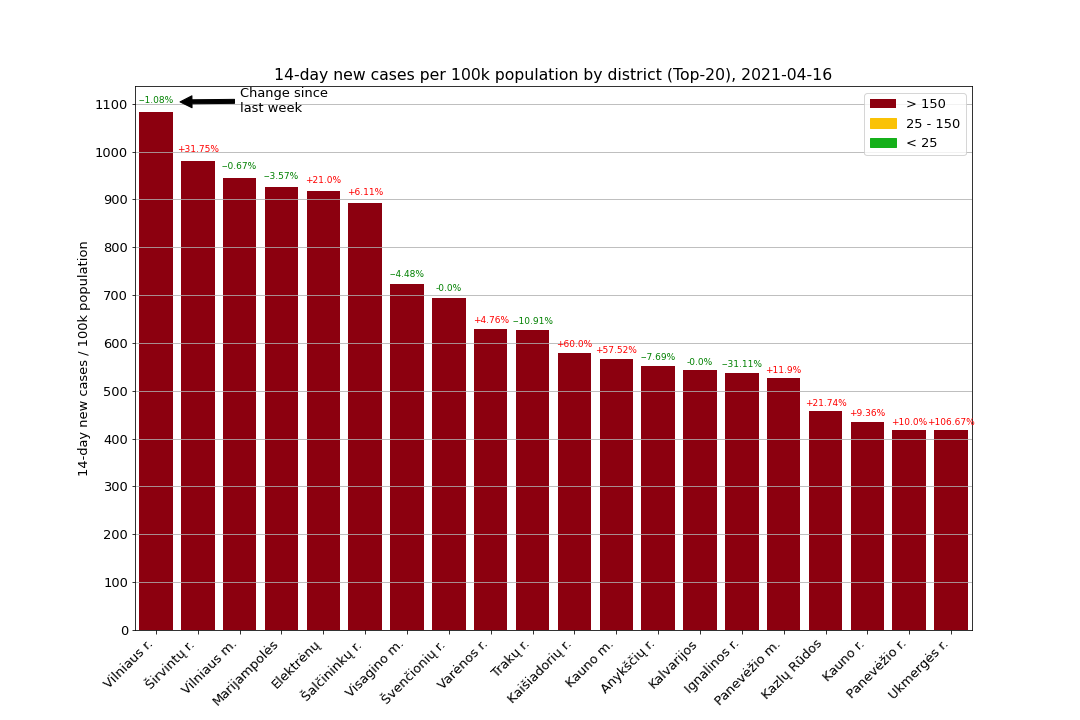 14-day new cases per 100k population by district (Top-20), 2021-04-16
14-day new cases / 100k population
1100
1000
900
800
700
600
500
400
300
200
100
0
Change since
last week
> 150
25 - 150
< 25
−1.08%
+31.75%
−0.67%
−3.57%
+21.0%
+6.11%
−4.48%
-0.0%
+4.76%
−10.91%
+60.0%
+57.52%
−7.69%
-0.0%
−31.11%
+11.9%
+21.74%
+9.36%
+10.0%
+106.67%
Vilniaus r.
Širvintų r.
Vilniaus m.
Marijampolės
Elektrėnų
Šalčininkų r.
Visagino m.
Švenčionių r.
Varėnos r.
Trakų r.
Kaišiadorių r.
Kauno m.
Anykščių r.
Kalvarijos
Ignalinos r.
Panevėžio m.
Kazlų Rūdos
Kauno r.
Panevėžio r.
Ukmergės r.